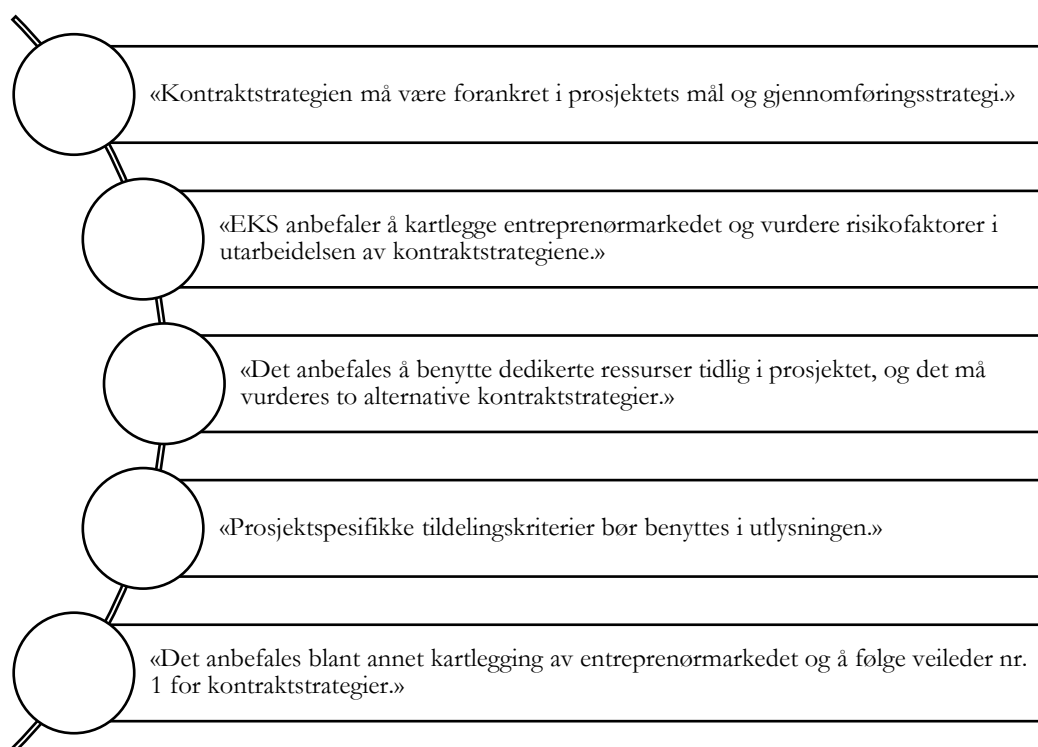 «Kontraktstrategien må være forankret i prosjektets mål og gjennomføringsstrategi.»
«EKS anbefaler å kartlegge entreprenørmarkedet og vurdere risikofaktorer i
utarbeidelsen av kontraktstrategiene.»
«Det anbefales å benytte dedikerte ressurser tidlig i prosjektet, og det må
vurderes to alternative kontraktstrategier.»
«Prosjektspesifikke tildelingskriterier bør benyttes i utlysningen.»
«Det anbefales blant annet kartlegging av entreprenørmarkedet og å følge veileder nr.
1 for kontraktstrategier.»